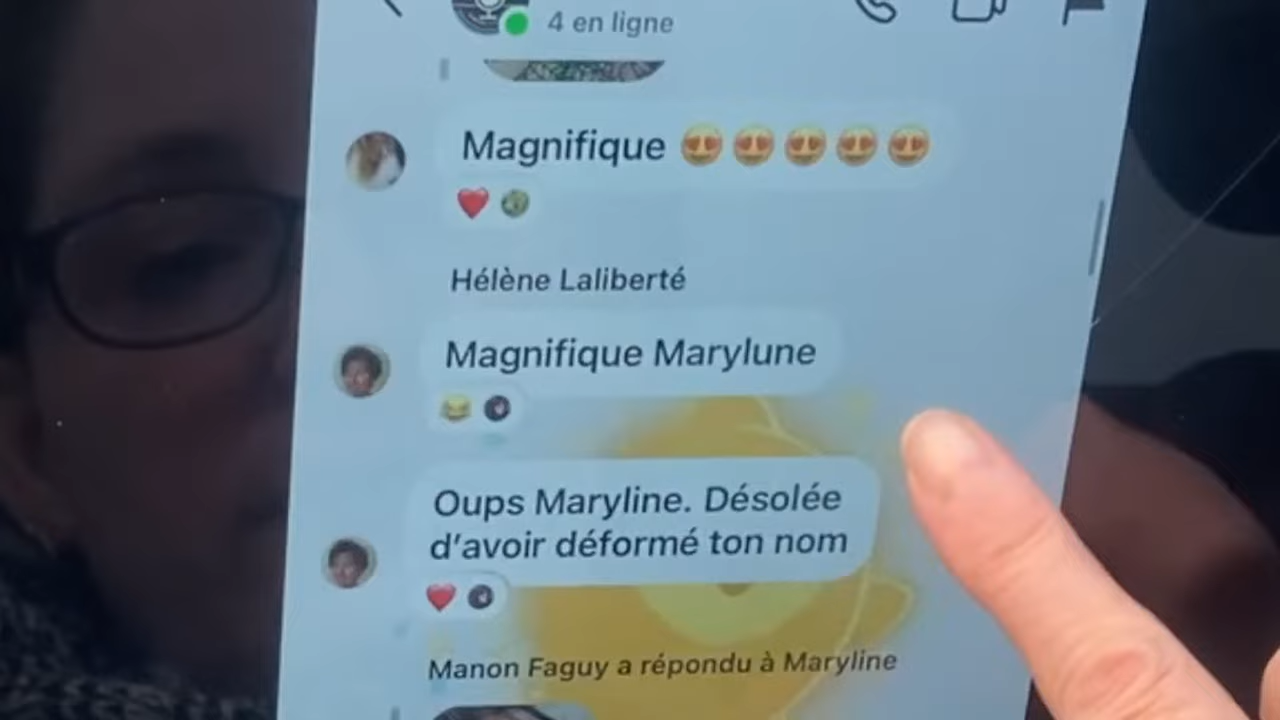 4 en ligne
Magnifique 😍😍😍😍😍
Hélène Laliberté
Magnifique Marylune
Oups Maryline. Désolée
d'avoir déformé ton nom
Manon Faguy a répondu à Maryline